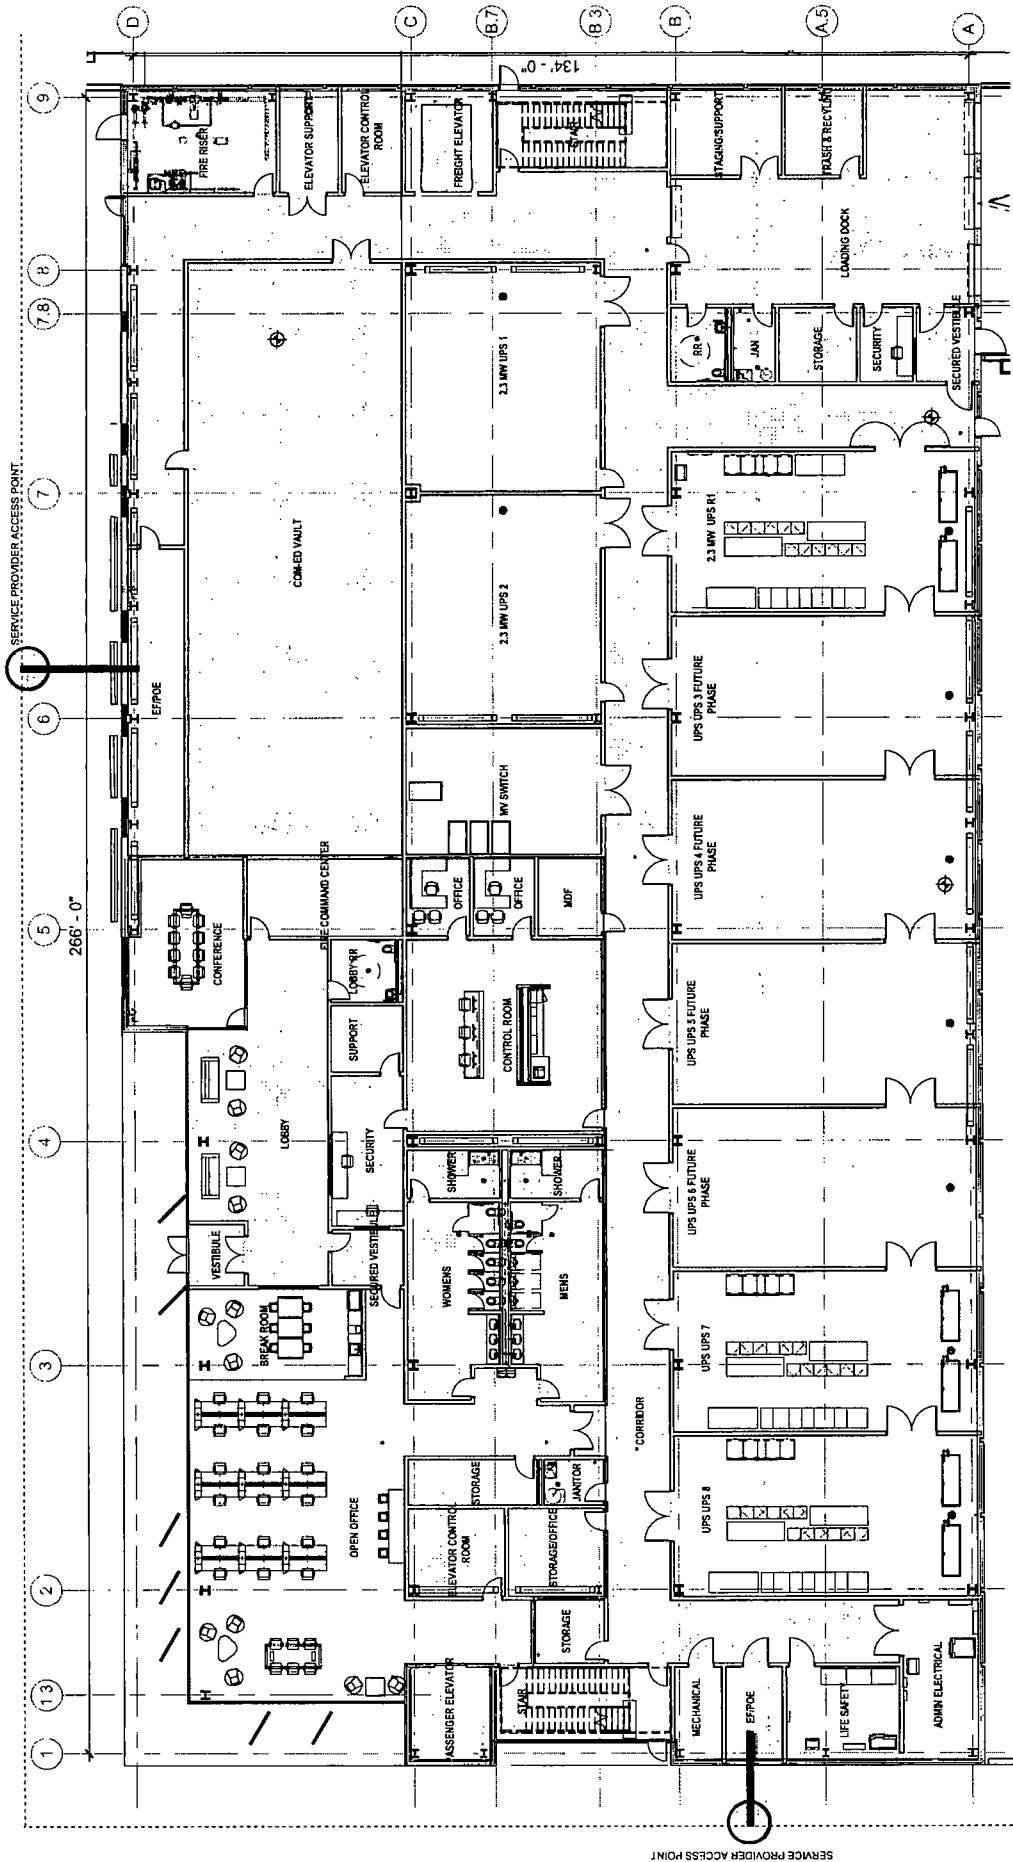 SERVICE PROVIDER ACCESS POINT
266' - 0"
134' - 0"
1
13
2
3
4
5
6
7
7.8
8
9
D
C
B.7
B.3
B
A.5
A
FIRE RISER
ELEVATOR SUPPORT
ELEVATOR CONTROL
ROOM
FREIGHT ELEVATOR
STAIR
STAGING/SUPPORT
TRASH & RECYLING
LOADING DOCK
COM-ED VAULT
2.3 MW UPS 1
RR
JAN
STORAGE
SECURITY
SECURED VESTIBULE
EF/POE
2.3 MW UPS 2
2.3 MW UPS R1
MV SWITCH
UPS UPS 3 FUTURE
PHASE
UPS UPS 4 FUTURE
PHASE
FIRE COMMAND CENTER
OFFICE
OFFICE
MDF
CONFERENCE
LOBBY RR
SUPPORT
CONTROL ROOM
UPS UPS 5 FUTURE
PHASE
LOBBY
SECURITY
SHOWER
SHOWER
UPS UPS 6 FUTURE
PHASE
VESTIBULE
SECURED VESTIBULE
WOMENS
MENS
BREAK ROOM
UPS UPS 7
CORRIDOR
OPEN OFFICE
STORAGE
JANITOR
ELEVATOR CONTROL
ROOM
STORAGE/OFFICE
UPS UPS 8
STORAGE
PASSENGER ELEVATOR
STAIR
MECHANICAL
EF/POE
LIFE SAFETY
ADMIN ELECTRICAL
SERVICE PROVIDER ACCESS POINT